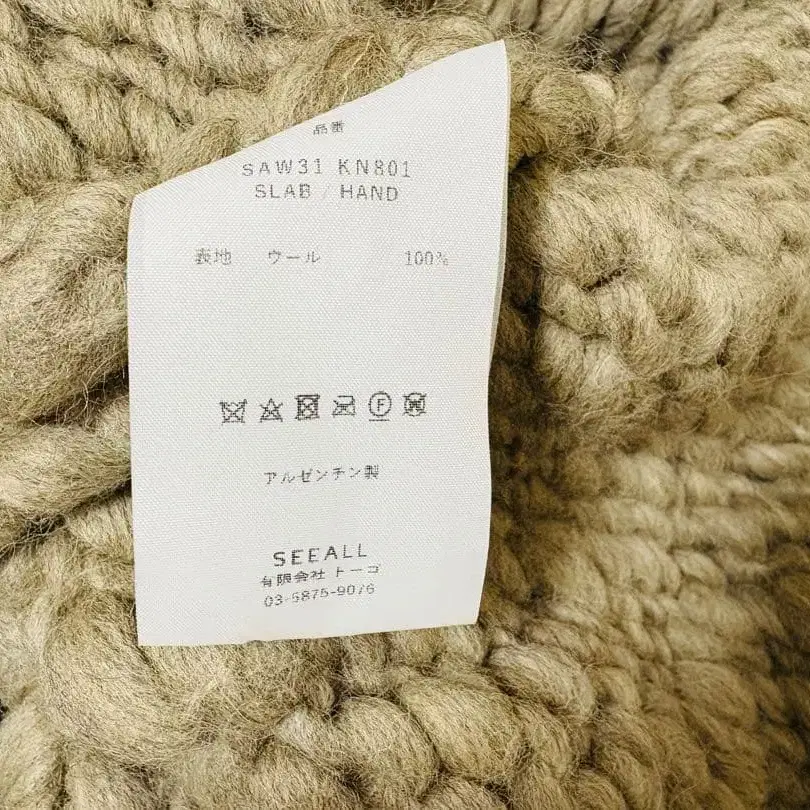 品番
SAW31 KN801
SLAB / HAND
表地 ウール 100%
F W
アルゼンチン製
SEEALL
有限会社 トーゴ
03-5875-9076